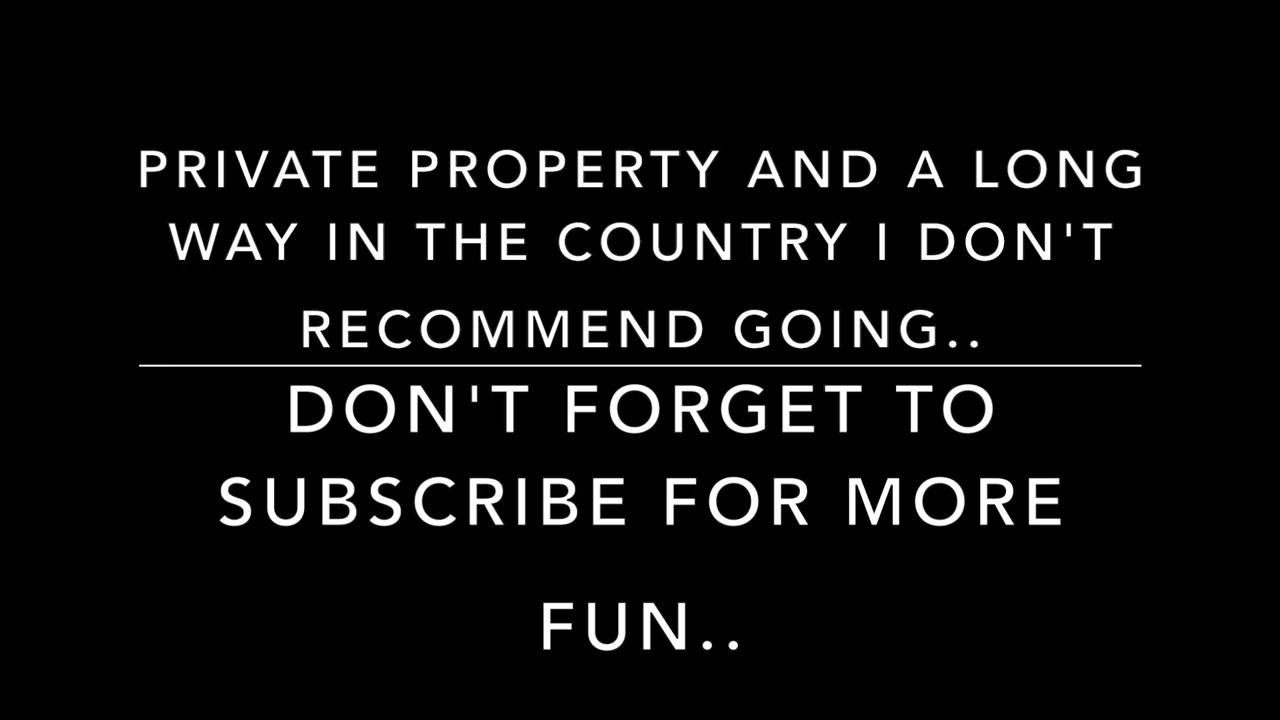 PRIVATE PROPERTY AND A LONG
WAY IN THE COUNTRY I DON'T
RECOMMEND GOING..
DON'T FORGET TO
SUBSCRIBE FOR MORE
FUN..